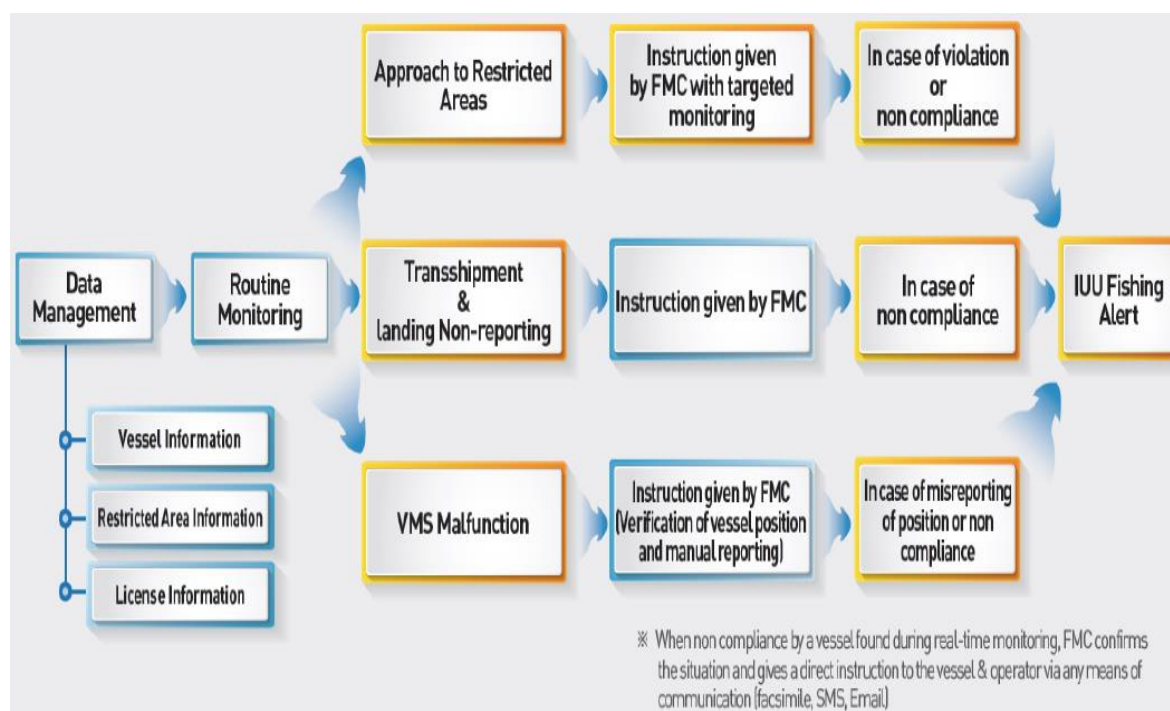 Approach to Restricted
Areas
Instruction given
by FMC with targeted
monitoring
In case of violation
or
non compliance
Data
Management
Routine
Monitoring
Transshipment
&
landing Non-reporting
Instruction given by FMC
In case of
non compliance
IUU Fishing
Alert
Vessel Information
Restricted Area Information
License Information
VMS Malfunction
Instruction given by FMC
(Verification of vessel position
and manual reporting)
In case of misreporting
of position or non
compliance
※ When non compliance by a vessel found during real-time monitoring, FMC confirms
the situation and gives a direct instruction to the vessel & operator via any means of
communication (facsimile, SMS, Email)